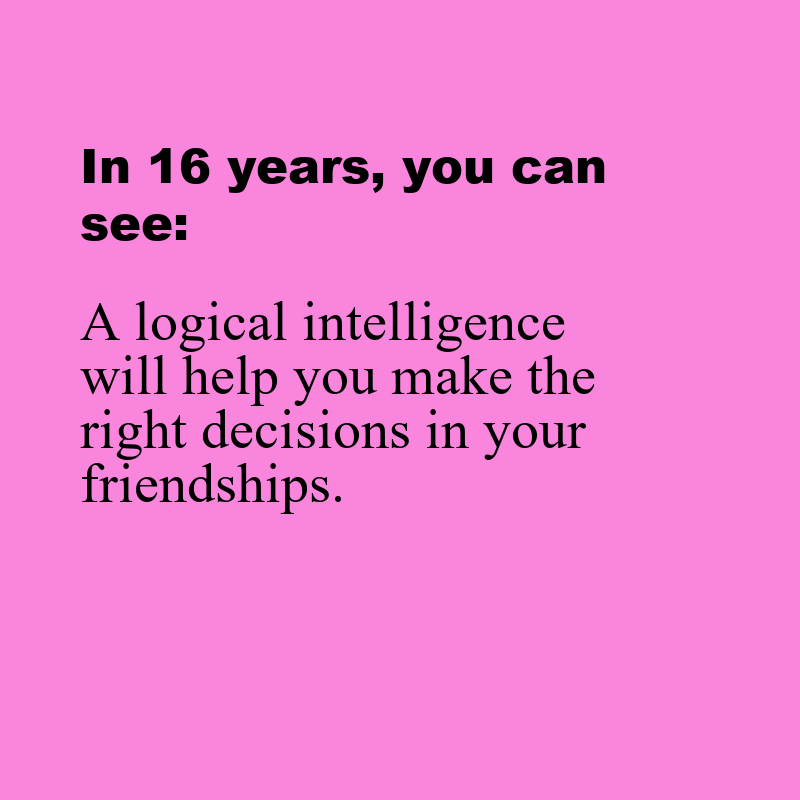 In 16 years, you can
see:
A logical intelligence
will help you make the
right decisions in your
friendships.